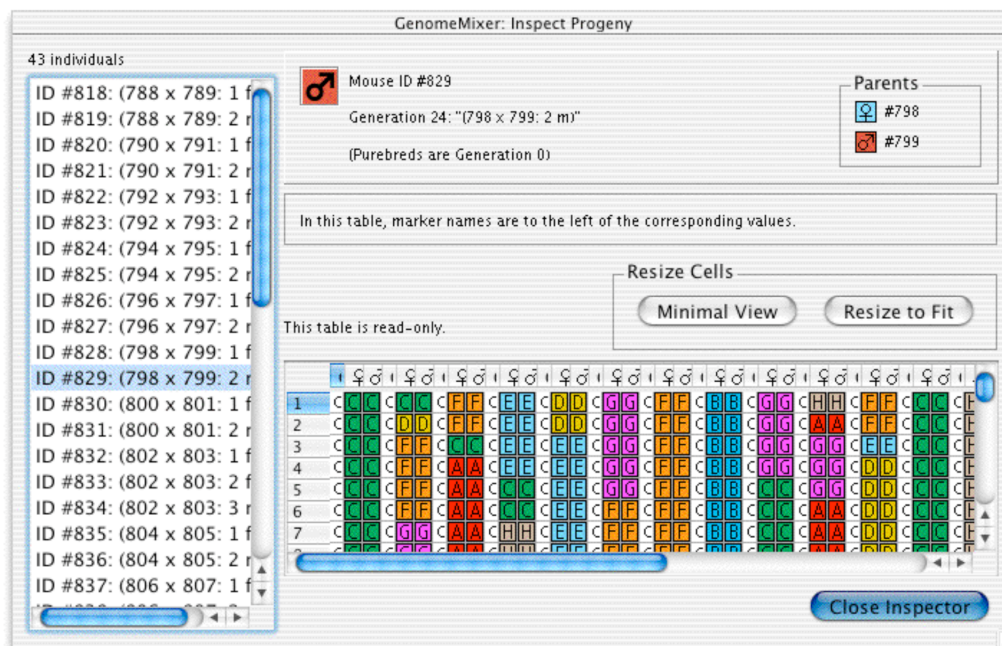 GenomeMixer: Inspect Progeny
43 individuals
ID #818: (788 x 789: 1 f
ID #819: (788 x 789: 2 r
ID #820: (790 x 791: 1 f
ID #821: (790 x 791: 2 r
ID #822: (792 x 793: 1 f
ID #823: (792 x 793: 2 r
ID #824: (794 x 795: 1 f
ID #825: (794 x 795: 2 r
ID #826: (796 x 797: 1 f
ID #827: (796 x 797: 2 r
ID #828: (798 x 799: 1 f
ID #829: (798 x 799: 2 r
ID #830: (800 x 801: 1 f
ID #831: (800 x 801: 2 r
ID #832: (802 x 803: 1 f
ID #833: (802 x 803: 2 f
ID #834: (802 x 803: 3 r
ID #835: (804 x 805: 1 f
ID #836: (804 x 805: 2 r
ID #837: (806 x 807: 1 f
♂ Mouse ID #829
Generation 24: "(798 x 799: 2 m)"
(Purebreds are Generation 0)
Parents
♀ #798
♂ #799
In this table, marker names are to the left of the corresponding values.
Resize Cells
Minimal View Resize to Fit
This table is read-only.
♀ ♂ ♀ ♂ ♀ ♂ ♀ ♂ ♀ ♂ ♀ ♂ ♀ ♂ ♀ ♂ ♀ ♂ ♀ ♂ ♀ ♂ ♀ ♂
1 C C C C C C C F F C E E C D D C G G C F F C B B C G G C H H C F F C C C C H
2 C C C C D D C F F C E E C D D C G G C F F C B B C G G C A A C F F C C C C H
3 C C C C F F C C C C E E C E E C G G C F F C B B C G G C G G C E E C C C C H
4 C C C C F F C A A C E E C E E C G G C F F C B B C G G C G G C D D C C C C H
5 C C C C F F C A A C C C C E E C G G C F F C B B C C C C G G C D D C C C C H
6 C C C C F F C A A C C C C E E C F F C F F C B B C C C C A A C D D C C C C H
7 C C C C G G C A A C H H C E E C F F C F F C B B C C C C A A C D D C C C C H
Close Inspector